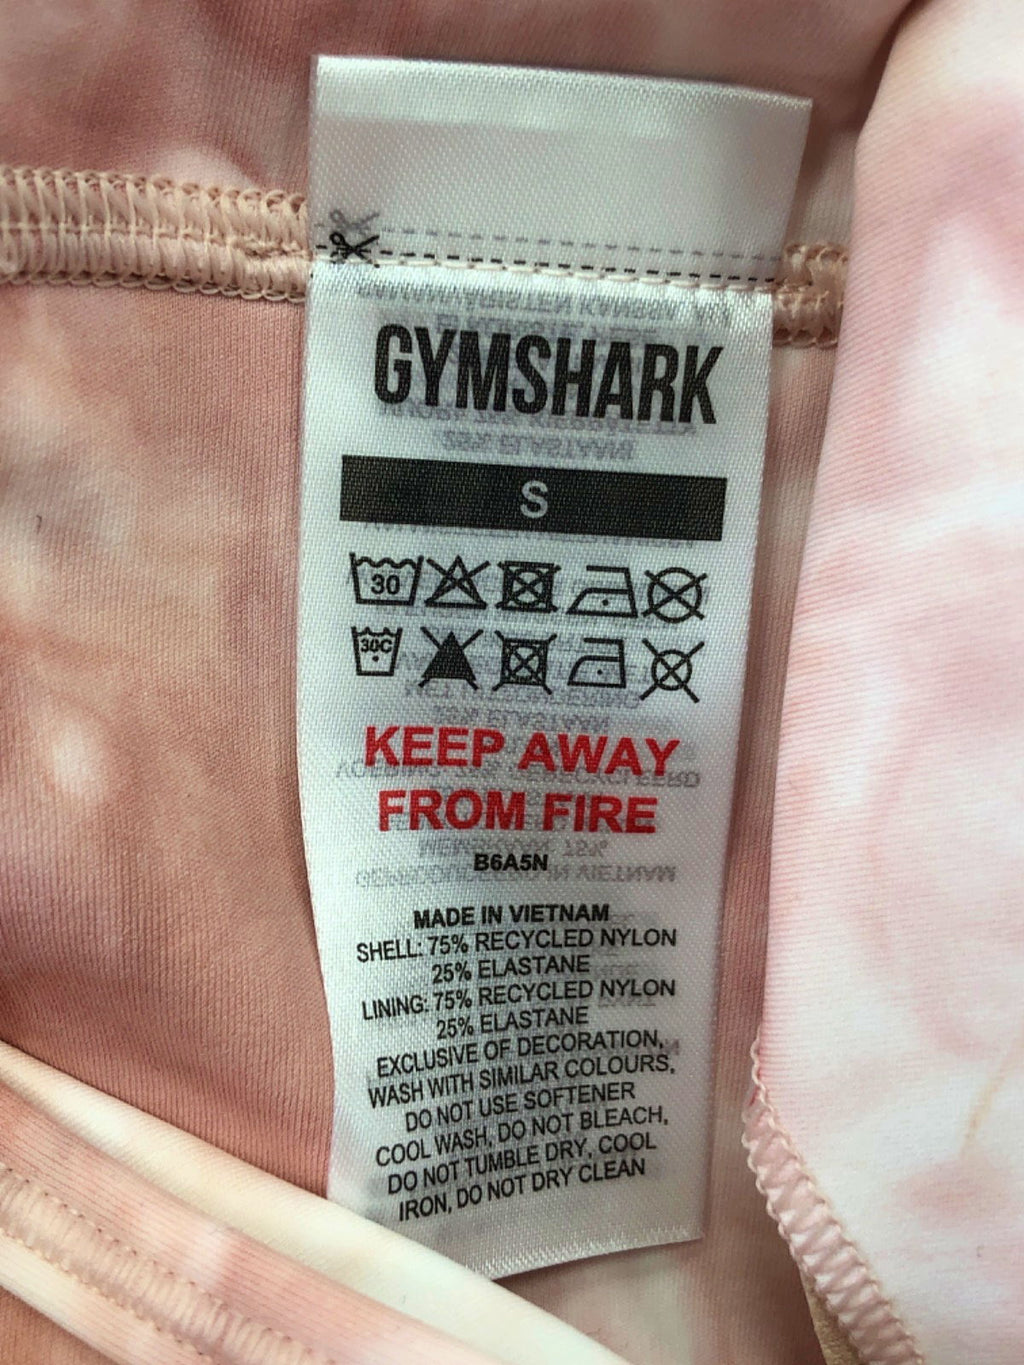 GYMSHARK
S
30
30C
KEEP AWAY
FROM FIRE
B6A5N
MADE IN VIETNAM
SHELL: 75% RECYCLED NYLON
25% ELASTANE
LINING: 75% RECYCLED NYLON
25% ELASTANE
EXCLUSIVE OF DECORATION,
WASH WITH SIMILAR COLOURS,
DO NOT USE SOFTENER
COOL WASH, DO NOT BLEACH,
DO NOT TUMBLE DRY, COOL
IRON, DO NOT DRY CLEAN